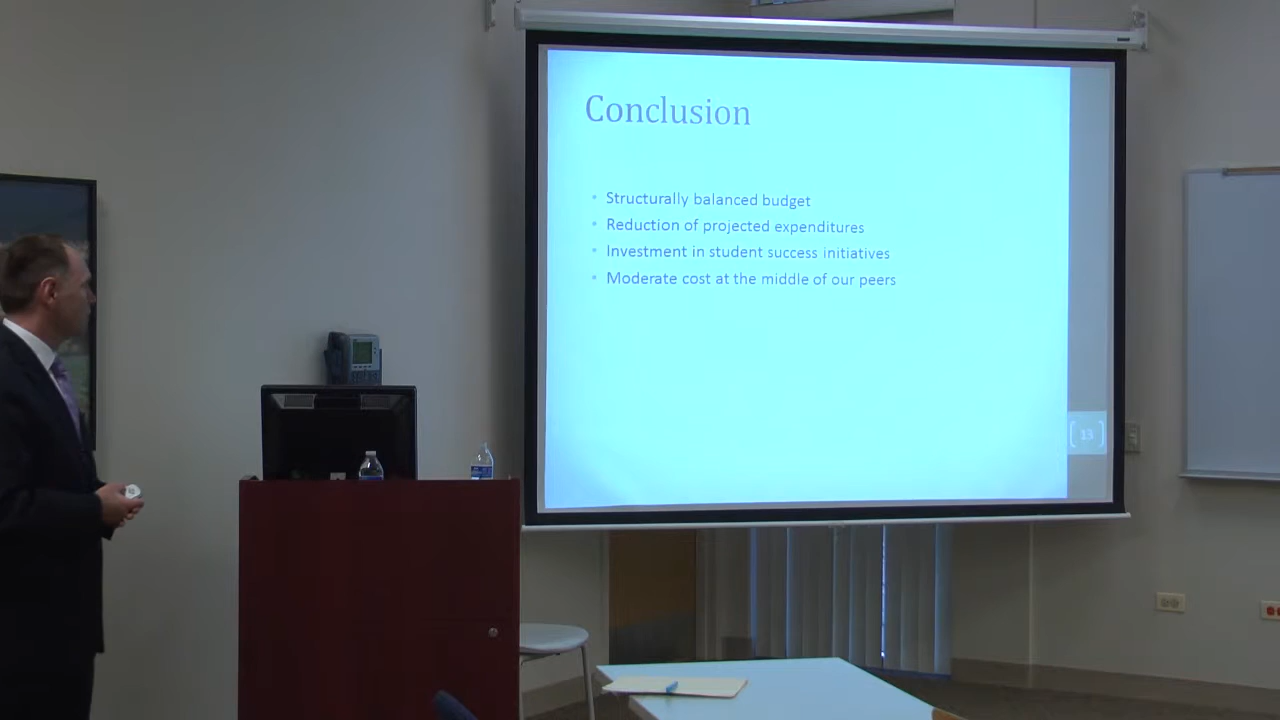 Conclusion
• Structurally balanced budget
• Reduction of projected expenditures
• Investment in student success initiatives
• Moderate cost at the middle of our peers
13